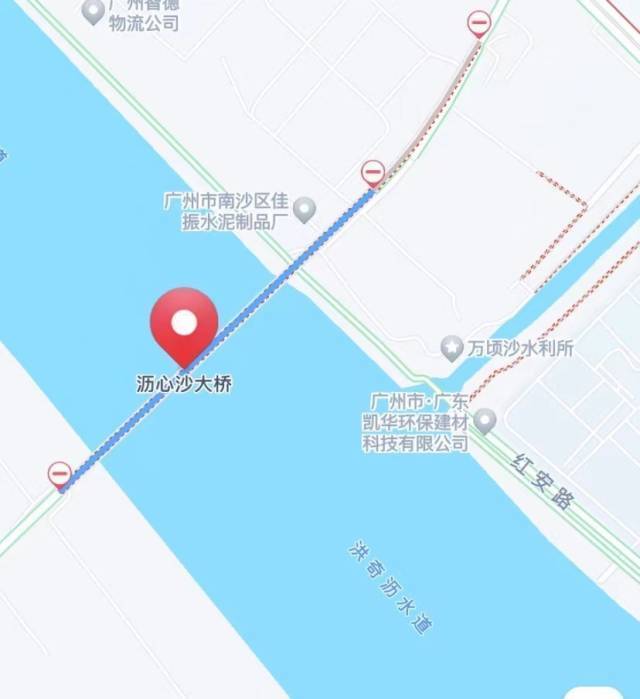 广州智德
物流公司
广州市南沙区佳
振水泥制品厂
万顷沙水利所
沥心沙大桥
广州市·广东
凯华环保建材
科技有限公司
红安路
洪奇沥水道